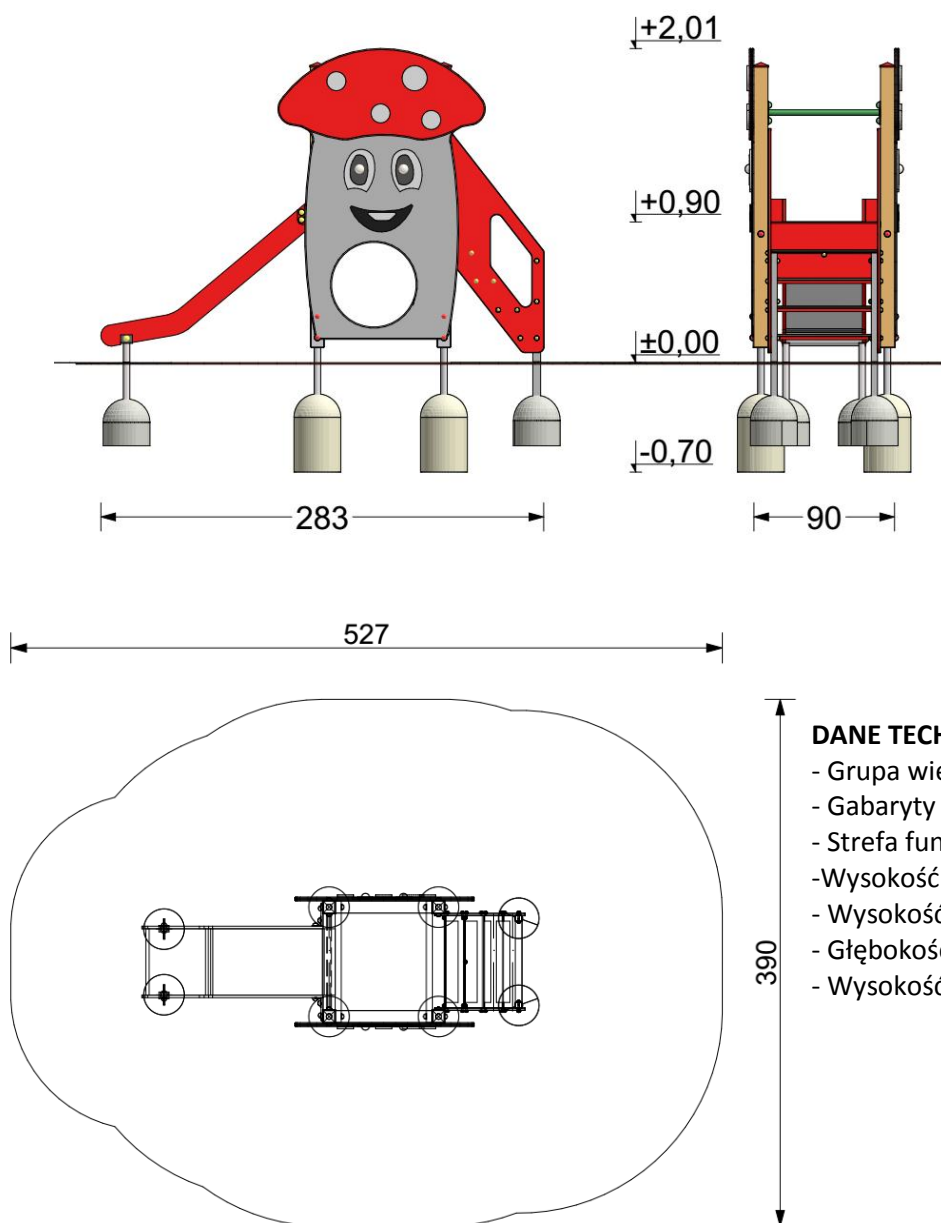 +2,01
+0,90
±0,00
-0,70
283
90
527
390
DANE TECH
- Grupa wie
- Gabaryty
- Strefa fun
-Wysokość
- Wysokość
- Głębokość
- Wysokość